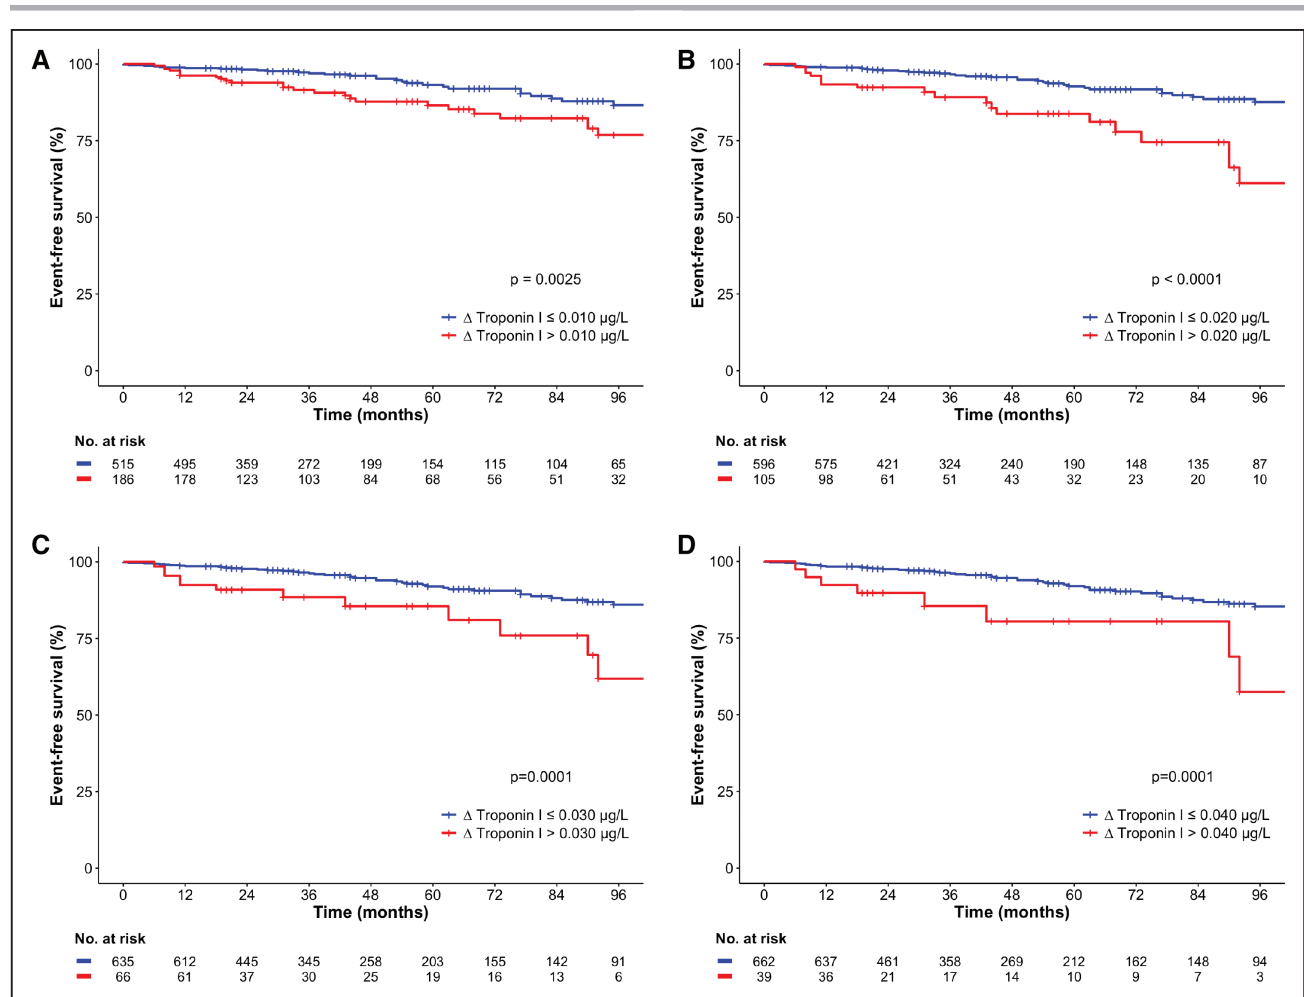 A
100
75
50
25
0
Event-free survival (%)
p = 0.0025
Δ Troponin I ≤ 0.010 µg/L
Δ Troponin I > 0.010 µg/L
0 12 24 36 48 60 72 84 96
Time (months)
No. at risk
515 495 359 272 199 154 115 104 65
186 178 123 103 84 68 56 51 32
B
100
75
50
25
0
Event-free survival (%)
p < 0.0001
Δ Troponin I ≤ 0.020 µg/L
Δ Troponin I > 0.020 µg/L
0 12 24 36 48 60 72 84 96
Time (months)
No. at risk
596 575 421 324 240 190 148 135 87
105 98 61 51 43 32 23 20 10
C
100
75
50
25
0
Event-free survival (%)
p=0.0001
Δ Troponin I ≤ 0.030 µg/L
Δ Troponin I > 0.030 µg/L
0 12 24 36 48 60 72 84 96
Time (months)
No. at risk
635 612 445 345 258 203 155 142 91
66 61 37 30 25 19 16 13 6
D
100
75
50
25
0
Event-free survival (%)
p=0.0001
Δ Troponin I ≤ 0.040 µg/L
Δ Troponin I > 0.040 µg/L
0 12 24 36 48 60 72 84 96
Time (months)
No. at risk
662 637 461 358 269 212 162 148 94
39 36 21 17 14 10 9 7 3